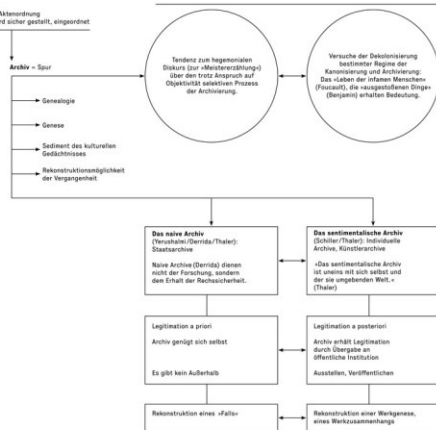 Aktenordnung
rd sicher gestellt, eingeordnet
Archiv = Spur
Genealogie
Genese
Sediment des kulturellen
Gedächtnisses
Rekonstruktionsmöglichkeit
der Vergangenheit
Tendenz zum hegemonialen
Diskurs (zur »Meistererzählung«)
über den trotz Anspruch auf
Objektivität selektiven Prozess
der Archivierung.
Versuche der Dekolonisierung
bestimmter Regime der
Kanonisierung und Archivierung:
Das »Leben der infamen Menschen«
(Foucault), die »ausgestoßenen Dinge«
(Benjamin) erhalten Bedeutung.
Das naive Archiv
(Yerushalmi/Derrida/Thaler):
Staatsarchive
Naive Archive (Derrida) dienen
nicht der Forschung, sondern
dem Erhalt der Rechtssicherheit.
Das sentimentalische Archiv
(Schiller/Thaler): Individuelle
Archive, Künstlerarchive
»Das sentimentalische Archiv
ist uneins mit sich selbst und
der sie umgebenden Welt.«
(Thaler)
Legitimation a priori
Archiv genügt sich selbst
Es gibt kein Außerhalb
Legitimation a posteriori
Archiv erhält Legitimation
durch Übergabe an
öffentliche Institution
Ausstellen, Veröffentlichen
Rekonstruktion eines »Falls«
Rekonstruktion einer Werkgenese,
eines Werkzusammenhangs